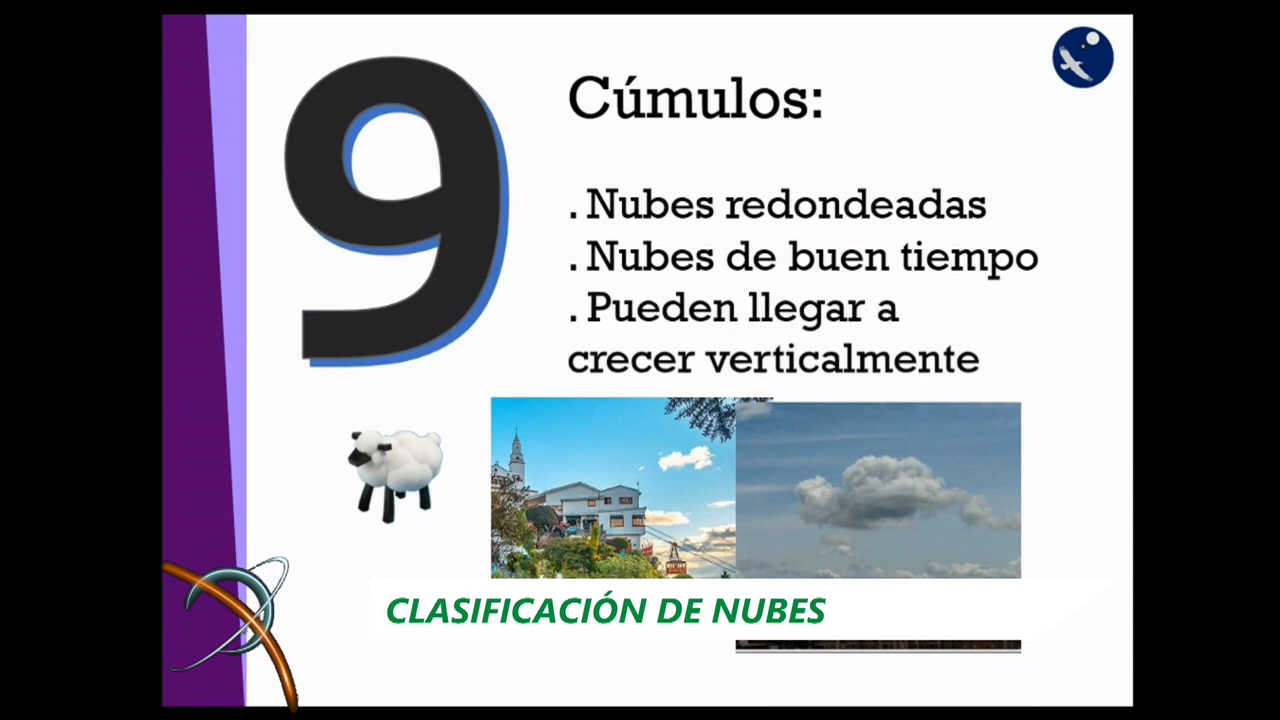 9
Cúmulos:
. Nubes redondeadas
. Nubes de buen tiempo
. Pueden llegar a
crecer verticalmente
CLASIFICACIÓN DE NUBES